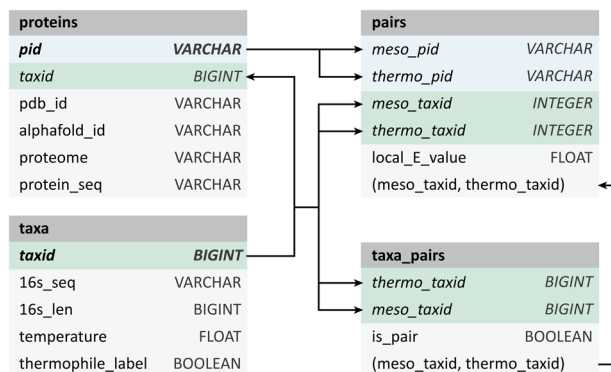 proteins
pid VARCHAR
taxid BIGINT
pdb_id VARCHAR
alphafold_id VARCHAR
proteome VARCHAR
protein_seq VARCHAR
taxa
taxid BIGINT
16s_seq VARCHAR
16s_len BIGINT
temperature FLOAT
thermophile_label BOOLEAN
pairs
meso_pid VARCHAR
thermo_pid VARCHAR
meso_taxid INTEGER
thermo_taxid INTEGER
local_E_value FLOAT
(meso_taxid, thermo_taxid)
taxa_pairs
thermo_taxid BIGINT
meso_taxid BIGINT
is_pair BOOLEAN
(meso_taxid, thermo_taxid)